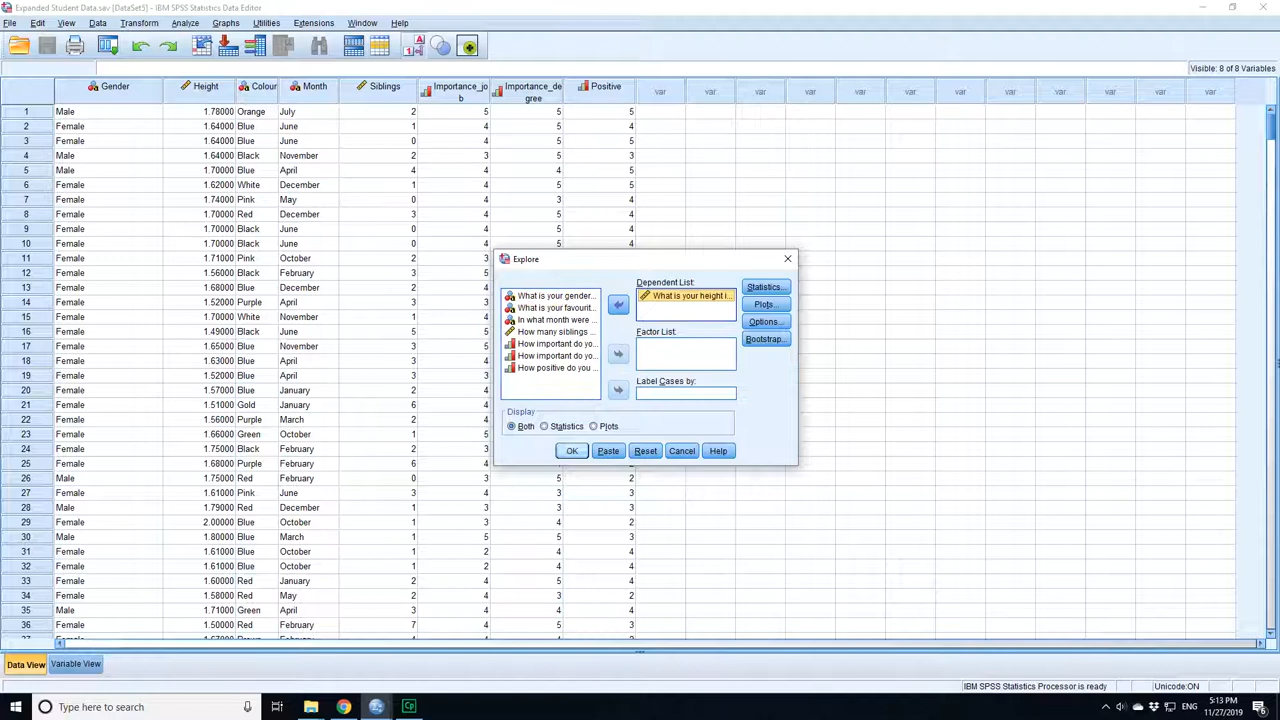 Expanded Student Data.sav [DataSet5] - IBM SPSS Statistics Data Editor
File Edit View Data Transform Analyze Graphs Utilities Extensions Window Help
Visible: 8 of 8 Variables
Gender Height Colour Month Siblings Importance_jo b Importance_de gree Positive var var var var var var var var var var var var
1 Male 1.78000 Orange July 2 5 5 5
2 Female 1.64000 Blue June 1 4 5 4
3 Female 1.64000 Blue June 0 4 5 5
4 Male 1.64000 Black November 2 3 5 3
5 Male 1.70000 Blue April 4 4 4 5
6 Female 1.62000 White December 1 4 5 5
7 Female 1.74000 Pink May 0 4 3 4
8 Female 1.70000 Red December 3 4 5 4
9 Female 1.70000 Black June 0 4 5 4
10 Female 1.70000 Black June 0 4 5 4
11 Female 1.71000 Pink October 2 3
12 Female 1.56000 Black February 3 5
13 Female 1.68000 Blue December 2 4
14 Female 1.52000 Purple April 3 4
15 Female 1.70000 White November 1 4
16 Female 1.49000 Black June 5 5
17 Male 1.65000 Blue November 3 5
18 Female 1.63000 Blue April 3 4
19 Female 1.52000 Blue April 3 4
20 Female 1.57000 Blue January 2 4
21 Female 1.51000 Gold January 6 4
22 Female 1.56000 Purple March 2 4
23 Female 1.66000 Green October 1 5
24 Female 1.75000 Black February 3 4
25 Female 1.68000 Purple February 6 4
26 Male 1.75000 Red February 0 3 5 2
27 Female 1.61000 Pink June 3 4 3 4
28 Male 1.79000 Red December 1 3 3 3
29 Female 2.00000 Blue October 1 3 4 2
30 Male 1.80000 Blue March 1 5 5 3
31 Female 1.61000 Blue October 1 2 4 4
32 Female 1.61000 Blue October 1 2 4 4
33 Female 1.60000 Red January 2 4 5 4
34 Female 1.58000 Red May 2 4 3 2
35 Male 1.71000 Green April 3 4 4 4
36 Female 1.50000 Red February 7 4 5 3
Explore
Dependent List:
What is your gender...
What is your favourit...
In what month were ...
How many siblings ...
How important do yo...
How important do yo...
How positive do you ...
What is your height i...
Factor List:
Label Cases by:
Statistics...
Plots...
Options...
Bootstrap...
Display
Both Statistics Plots
OK Paste Reset Cancel Help
Data View Variable View
IBM SPSS Statistics Processor is ready Unicode:ON
Type here to search
Cp
ENG
5:13 PM
11/27/2019
6